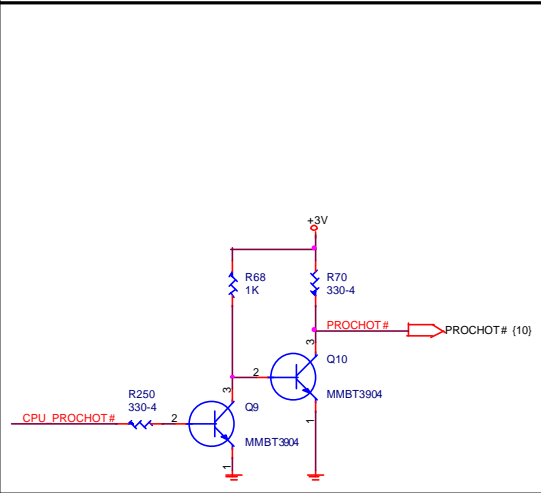 +3V
R68
1K
R70
330-4
PROCHOT#
PROCHOT# {10}
3
2
Q10
MMBT3904
1
R250
330-4
CPU_PROCHOT#
2
3
Q9
MMBT3904
1